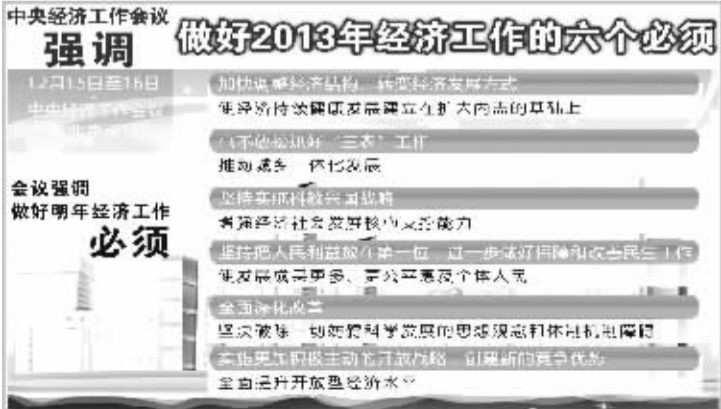 中央经济工作会议
强调
做好2013年经济工作的六个必须
12月15日至16日
中央经济工作会议
会议强调
做好明年经济工作
必须
加快调整经济结构、转变经济发展方式
使经济持续健康发展建立在扩大内需的基础上
毫不放松抓好“三农”工作
推动城乡一体化发展
坚持实施科教兴国战略
增强经济社会发展核心支撑能力
坚持把人民利益放在第一位 进一步做好保障和改善民生工作
使发展成果更多、更公平惠及全体人民
全面深化改革
坚决破除一切妨碍科学发展的思想观念和体制机制障碍
实施更加积极主动的开放战略 创建新的竞争优势
全面提升开放型经济水平